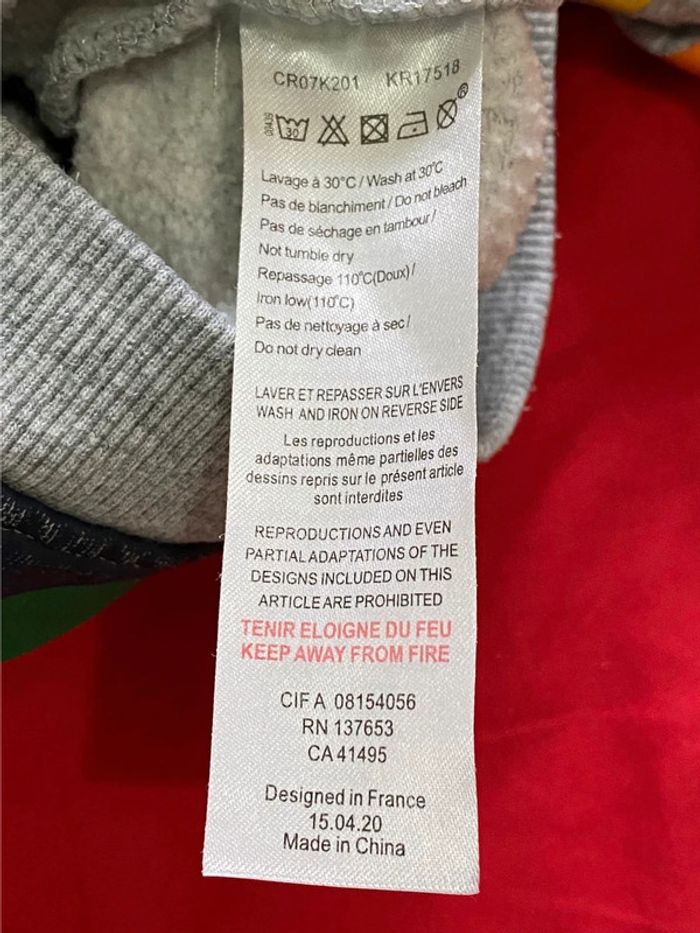 CR07K201 KR17518
30
®
Lavage à 30°C / Wash at 30°C
Pas de blanchiment / Do not bleach
Pas de séchage en tambour /
Not tumble dry
Repassage 110°C(Doux)/
Iron low(110°C)
Pas de nettoyage à sec/
Do not dry clean
LAVER ET REPASSER SUR L'ENVERS
WASH AND IRON ON REVERSE SIDE
Les reproductions et les
adaptations même partielles des
dessins repris sur le présent article
sont interdites
REPRODUCTIONS AND EVEN
PARTIAL ADAPTATIONS OF THE
DESIGNS INCLUDED ON THIS
ARTICLE ARE PROHIBITED
TENIR ELOIGNE DU FEU
KEEP AWAY FROM FIRE
CIF A 08154056
RN 137653
CA 41495
Designed in France
15.04.20
Made in China